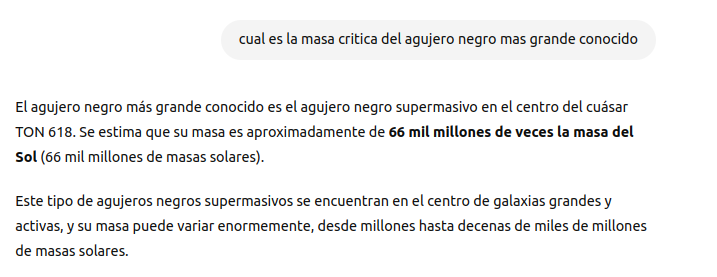 cual es la masa critica del agujero negro mas grande conocido
El agujero negro más grande conocido es el agujero negro supermasivo en el centro del cuásar
TON 618. Se estima que su masa es aproximadamente de 66 mil millones de veces la masa del
Sol (66 mil millones de masas solares).
Este tipo de agujeros negros supermasivos se encuentran en el centro de galaxias grandes y
activas, y su masa puede variar enormemente, desde millones hasta decenas de miles de millones
de masas solares.